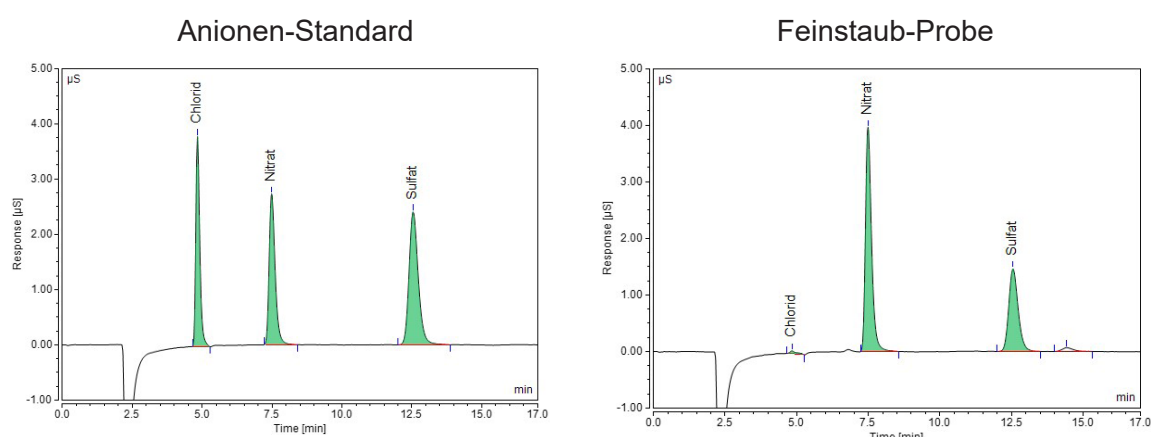 Anionen-Standard
5.00
µS
4.00
3.00
2.00
1.00
0.00
-1.00
Response [µS]
Chlorid
Nitrat
Sulfat
min
0.0 2.5 5.0 7.5 10.0 12.5 15.0 17.0
Time [min]
Feinstaub-Probe
5.00
µS
4.00
3.00
2.00
1.00
0.00
-1.00
Response [µS]
Chlorid
Nitrat
Sulfat
min
0.0 2.5 5.0 7.5 10.0 12.5 15.0 17.0
Time [min]